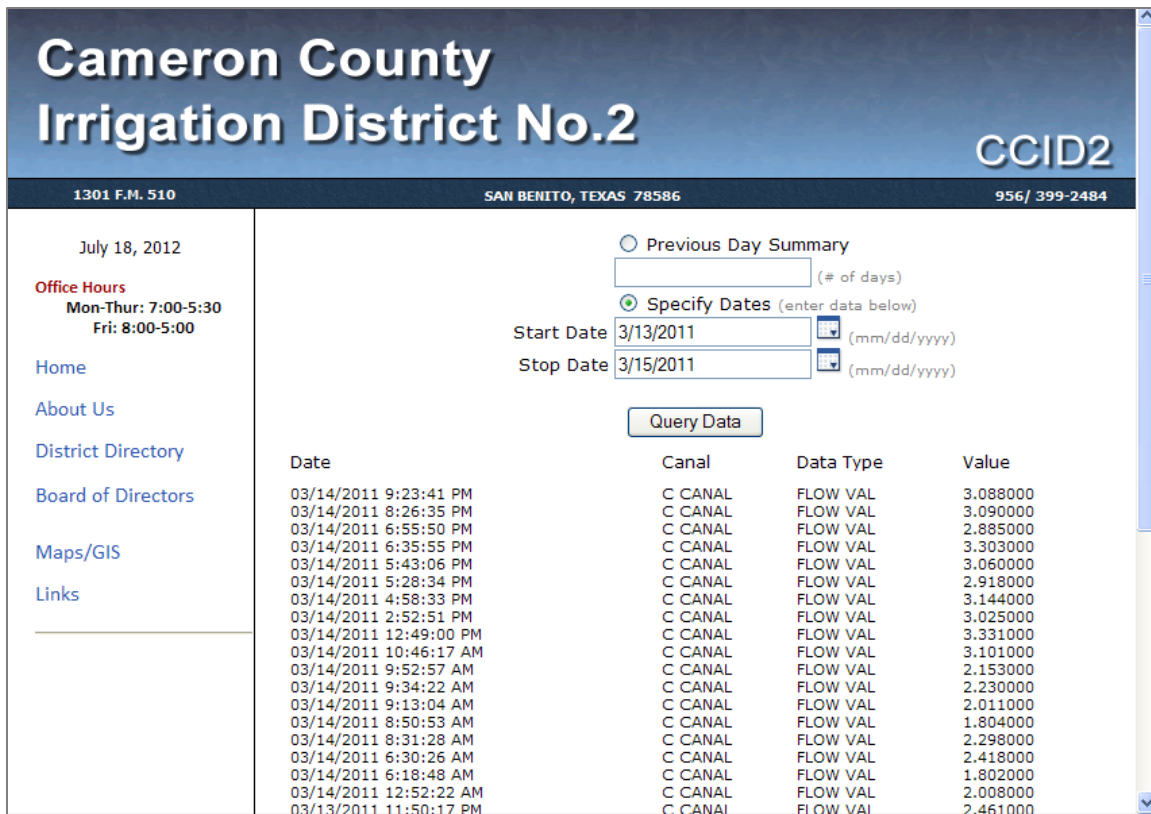 Cameron County
Irrigation District No.2
CCID2
1301 F.M. 510 SAN BENITO, TEXAS 78586 956/ 399-2484
July 18, 2012
Office Hours
Mon-Thur: 7:00-5:30
Fri: 8:00-5:00
Home
About Us
District Directory
Board of Directors
Maps/GIS
Links
Previous Day Summary
(# of days)
Specify Dates (enter data below)
Start Date 3/13/2011 (mm/dd/yyyy)
Stop Date 3/15/2011 (mm/dd/yyyy)
Query Data
Date Canal Data Type Value
03/14/2011 9:23:41 PM C CANAL FLOW VAL 3.088000
03/14/2011 8:26:35 PM C CANAL FLOW VAL 3.090000
03/14/2011 6:55:50 PM C CANAL FLOW VAL 2.885000
03/14/2011 6:35:55 PM C CANAL FLOW VAL 3.303000
03/14/2011 5:43:06 PM C CANAL FLOW VAL 3.060000
03/14/2011 5:28:34 PM C CANAL FLOW VAL 2.918000
03/14/2011 4:58:33 PM C CANAL FLOW VAL 3.144000
03/14/2011 2:52:51 PM C CANAL FLOW VAL 3.025000
03/14/2011 12:49:00 PM C CANAL FLOW VAL 3.331000
03/14/2011 10:46:17 AM C CANAL FLOW VAL 3.101000
03/14/2011 9:52:57 AM C CANAL FLOW VAL 2.153000
03/14/2011 9:34:22 AM C CANAL FLOW VAL 2.230000
03/14/2011 9:13:04 AM C CANAL FLOW VAL 2.011000
03/14/2011 8:50:53 AM C CANAL FLOW VAL 1.804000
03/14/2011 8:31:28 AM C CANAL FLOW VAL 2.298000
03/14/2011 6:30:26 AM C CANAL FLOW VAL 2.418000
03/14/2011 6:18:48 AM C CANAL FLOW VAL 1.802000
03/14/2011 12:52:22 AM C CANAL FLOW VAL 2.008000
03/13/2011 11:50:17 PM C CANAL FLOW VAL 2.461000